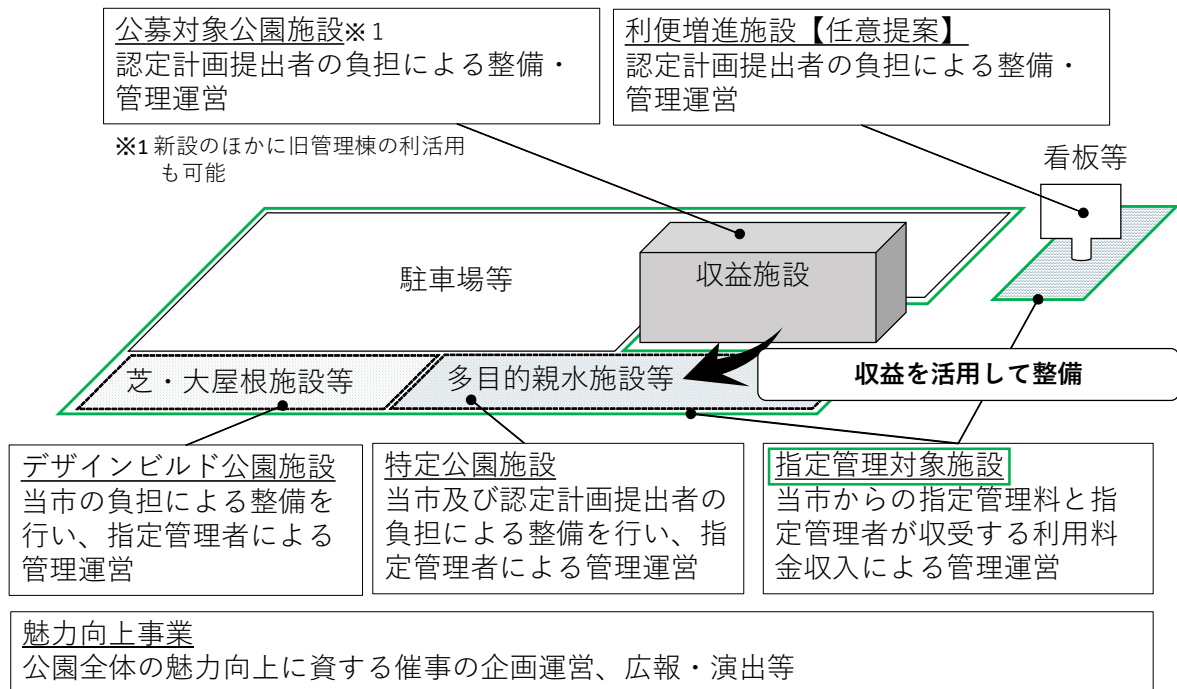 公募対象公園施設※1
認定計画提出者の負担による整備・
管理運営
利便増進施設【任意提案】
認定計画提出者の負担による整備・
管理運営
※1 新設のほかに旧管理棟の利活用
も可能
看板等
駐車場等
収益施設
芝・大屋根施設等
多目的親水施設等
収益を活用して整備
デザインビルド公園施設
当市の負担による整備を
行い、指定管理者による
管理運営
特定公園施設
当市及び認定計画提出者の
負担による整備を行い、指
定管理者による管理運営
指定管理対象施設
当市からの指定管理料と指
定管理者が収受する利用料
金収入による管理運営
魅力向上事業
公園全体の魅力向上に資する催事の企画運営、広報・演出等